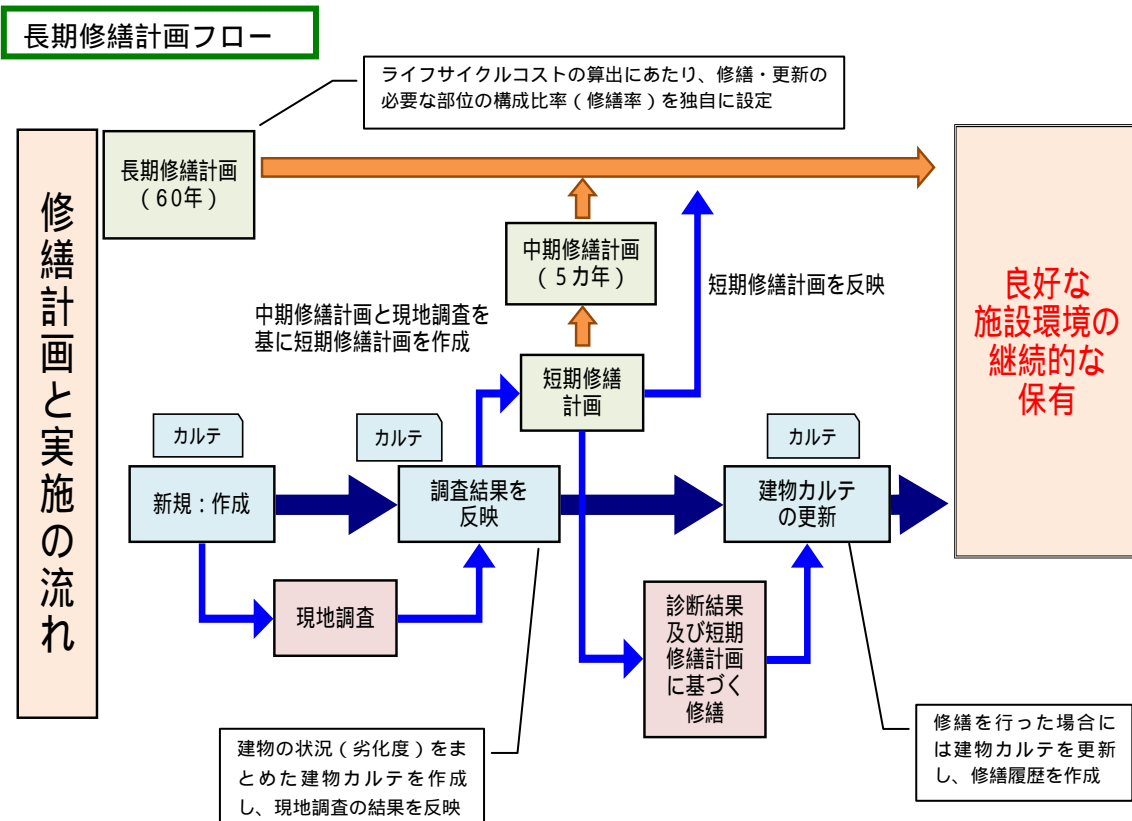 長期修繕計画フロー
ライフサイクルコストの算出にあたり、修繕・更新の
必要な部位の構成比率（修繕率）を独自に設定
修繕計画と実施の流れ
長期修繕計画
（60年）
中期修繕計画
（5カ年）
短期修繕計画を反映
中期修繕計画と現地調査を
基に短期修繕計画を作成
短期修繕
計画
良好な
施設環境の
継続的な
保有
カルテ
カルテ
カルテ
新規：作成
調査結果を
反映
建物カルテ
の更新
現地調査
診断結果
及び短期
修繕計画
に基づく
修繕
建物の状況（劣化度）をま
とめた建物カルテを作成
し、現地調査の結果を反映
修繕を行った場合に
は建物カルテを更新
し、修繕履歴を作成